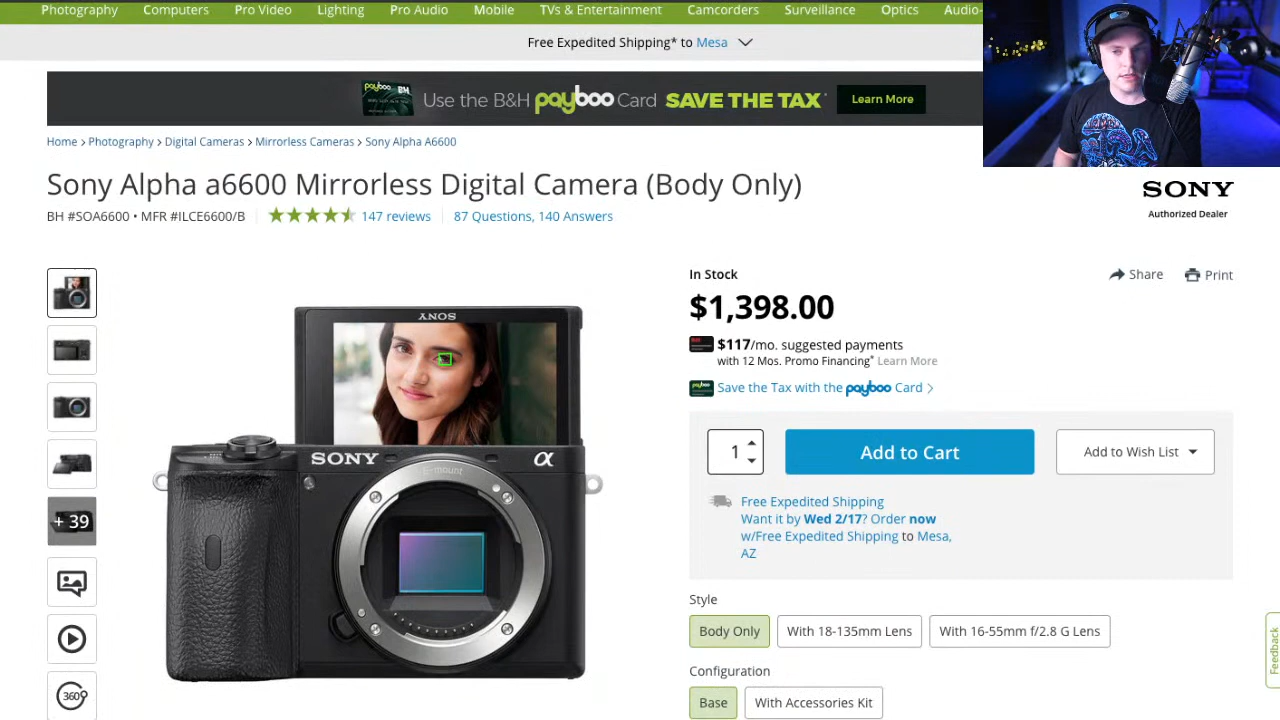 Photography Computers Pro Video Lighting Pro Audio Mobile TVs & Entertainment Camcorders Surveillance Optics Audio-
Free Expedited Shipping* to Mesa
payboo B&H Use the B&H payboo Card SAVE THE TAX* Learn More
Home > Photography > Digital Cameras > Mirrorless Cameras > Sony Alpha A6600
Sony Alpha a6600 Mirrorless Digital Camera (Body Only)
BH #SOA6600 • MFR #ILCE6600/B 147 reviews 87 Questions, 140 Answers
SONY
Authorized Dealer
In Stock
Share Print
$1,398.00
$117/mo. suggested payments
with 12 Mos. Promo Financing* Learn More
Save the Tax with the payboo Card >
1 Add to Cart Add to Wish List
Free Expedited Shipping
Want it by Wed 2/17? Order now
w/Free Expedited Shipping to Mesa,
AZ
Style
Body Only With 18-135mm Lens With 16-55mm f/2.8 G Lens
Configuration
Base With Accessories Kit
+ 39
360º
SONY
SONY α
E-mount
Feedback